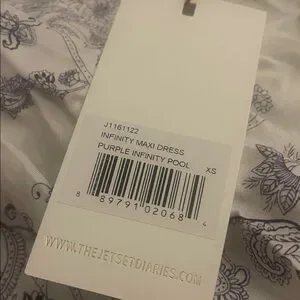 J1161122
INFINITY MAXI DRESS
PURPLE INFINITY POOL XS
8 89791 02068 4
WWW.THEJETSETDIARIES.COM